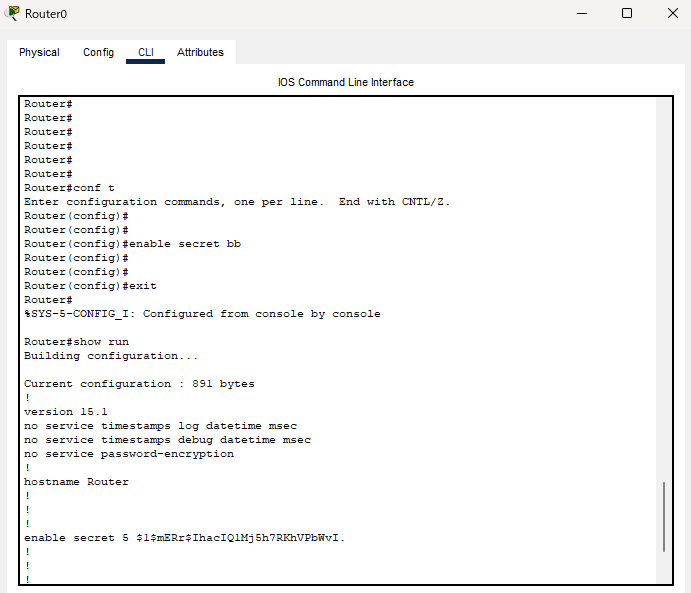 Router0
Physical Config CLI Attributes
IOS Command Line Interface
Router#
Router#
Router#
Router#
Router#
Router#
Router#conf t
Enter configuration commands, one per line.  End with CNTL/Z.
Router(config)#
Router(config)#
Router(config)#enable secret bb
Router(config)#
Router(config)#
Router(config)#exit
Router#
%SYS-5-CONFIG_I: Configured from console by console
Router#show run
Building configuration...
Current configuration : 891 bytes
!
version 15.1
no service timestamps log datetime msec
no service timestamps debug datetime msec
no service password-encryption
!
hostname Router
!
!
!
enable secret 5 $1$mERr$IhacIQlMj5h7RKhVPbWvI.
!
!
!